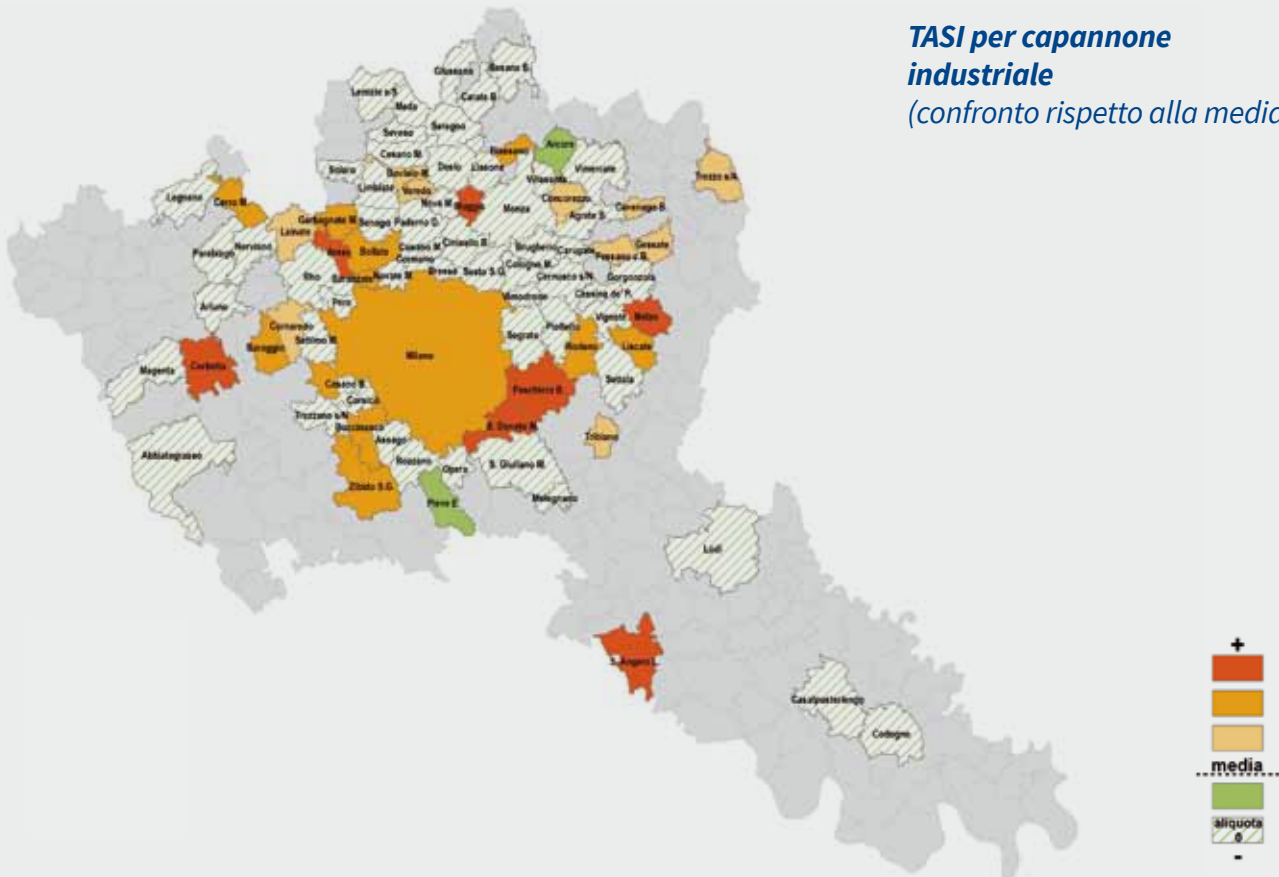 TASI per capannone
industriale
(confronto rispetto alla media
Giussano
Besana B.
Lentate s/S.
Carate B.
Meda
Seregno
Seveso
Cesano M.
Desio
Lissone
Arcore
Vimercate
Villasanta
Trezzo s/A.
Solaro
Bovisio M.
Limbiate
Varedo
Nova M.
Muggiò
Monza
Concorezzo
Agrate B.
Cavenago B.
Legnano
Cerro M.
Lainate
Garbagnate M.
Senago
Paderno D.
Parabiago
Nerviano
Bollate
Cusano M.
Cormano
Cinisello B.
Brugherio
Carugate
Gessate
Pessano c.B.
Rho
Baranzate
Novate M.
Bresso
Sesto S.G.
Cologno M.
Cernusco s/N.
Gorgonzola
Arluno
Pero
Vimodrone
Cassina de' P.
Cornaredo
Settimo M.
Bareggio
Milano
Segrate
Pioltello
Vignate
Melzo
Rodano
Liscate
Magenta
Corbetta
Settala
Cesano B.
Corsico
Peschiera B.
Trezzano s/N.
Buccinasco
S. Donato M.
Tribiano
Assago
Abbiategrasso
Rozzano
Opera
S. Giuliano M.
Zibido S.G.
Pieve E.
Melegnano
Lodi
S. Angelo L.
Casalpusterlengo
Codogno
+
media
aliquota
0
-